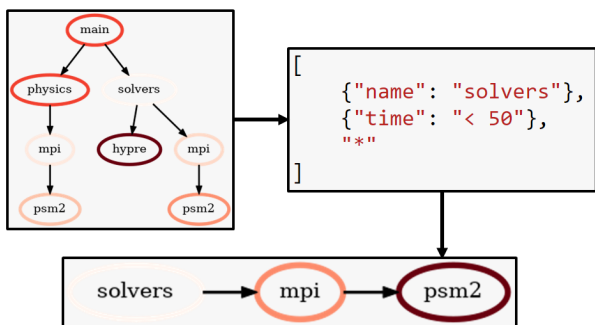 main
physics solvers
mpi hypre mpi
psm2 psm2
[
{"name": "solvers"},
{"time": "< 50"},
"*"
]
solvers mpi psm2